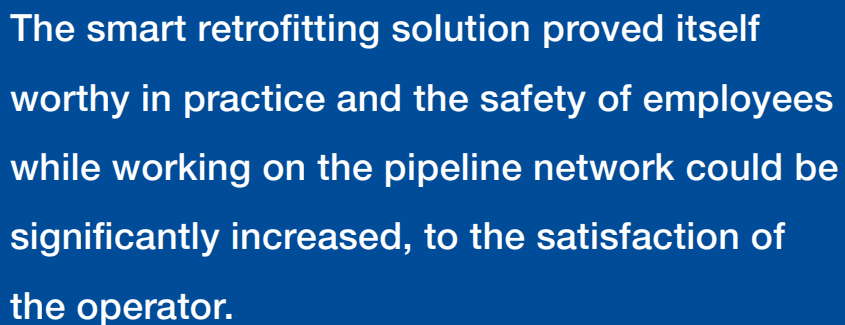 The smart retrofitting solution proved itself
worthy in practice and the safety of employees
while working on the pipeline network could be
significantly increased, to the satisfaction of
the operator.